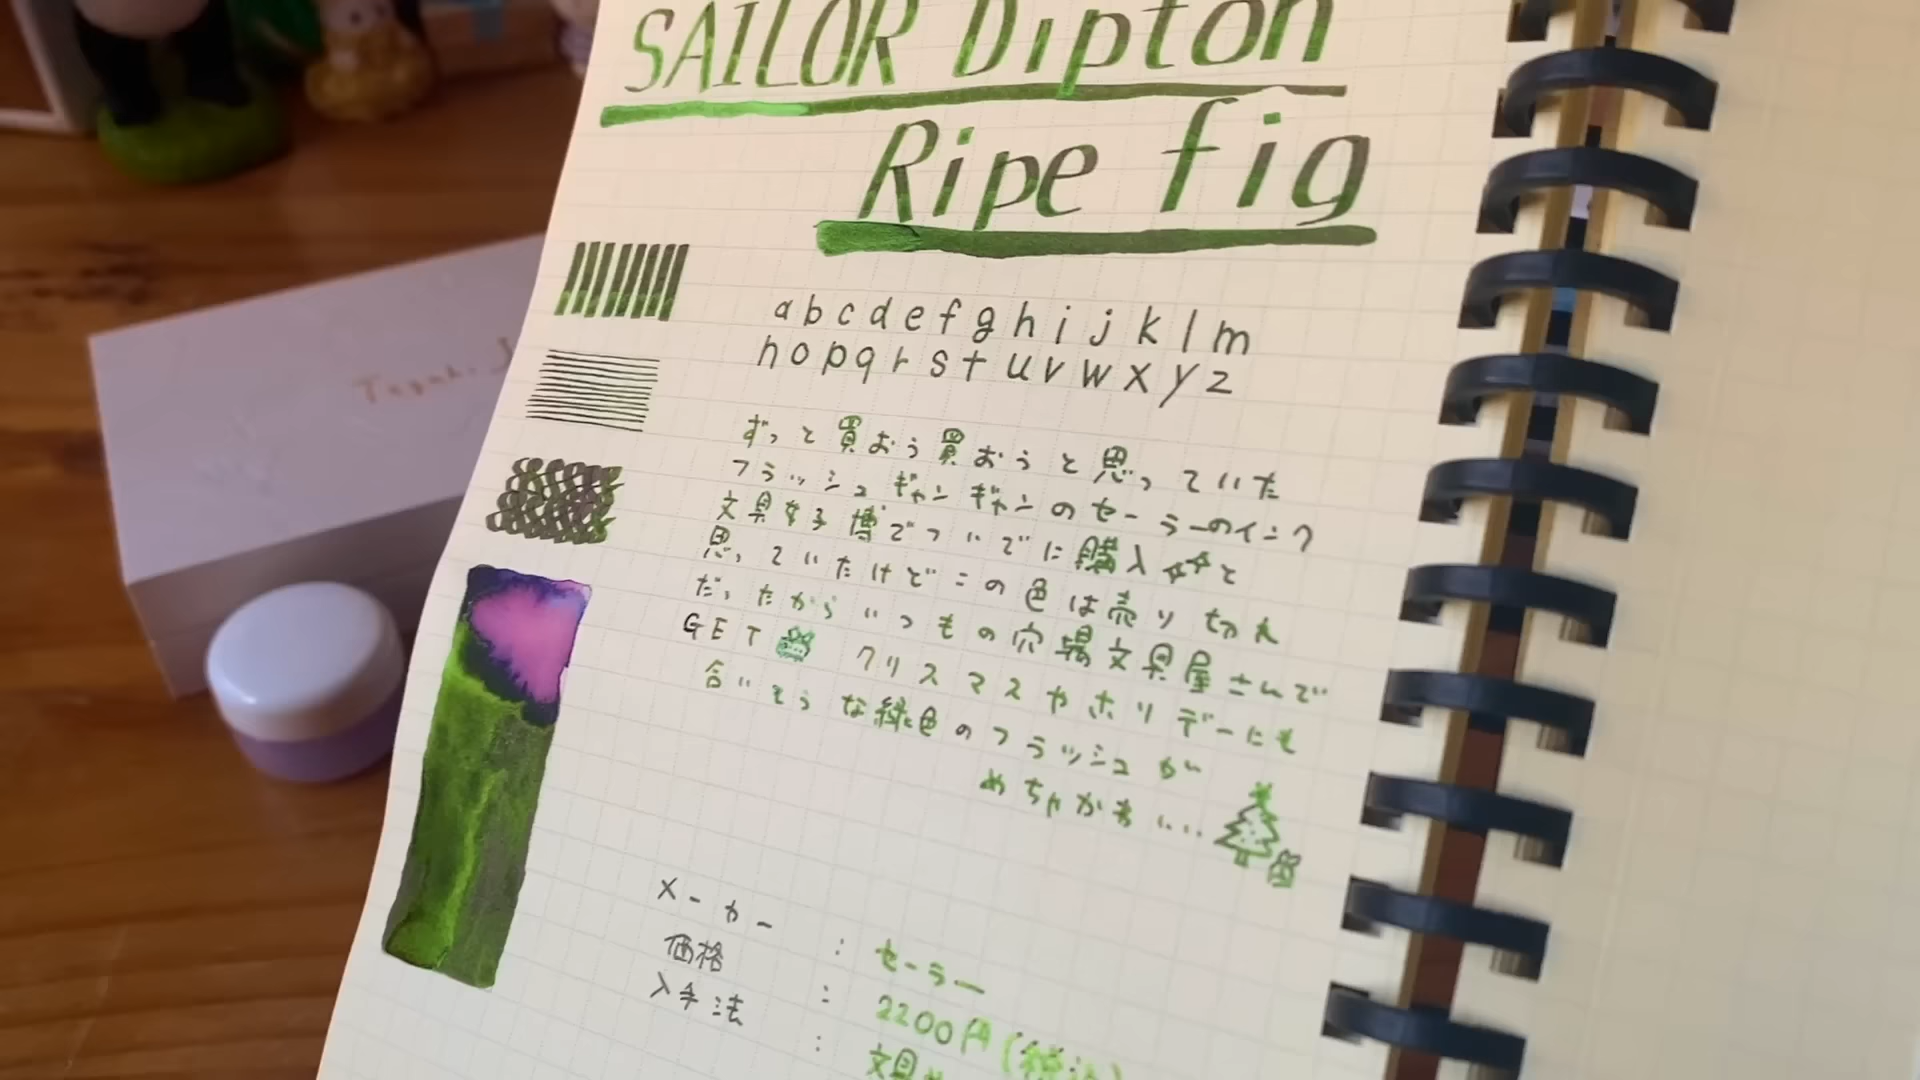 SAILOR Dipton
Ripe fig
a b c d e f g h i j k l m
n o p q r s t u v w x y z
ずっと買おう買おうと思っていた
フラッシュギャンギャンのセーラーのインク
文具女子博でついでに購入☆☆と
思っていたけどこの色は売り切れ
だったからいつもの穴場文具屋さんで
GET クリスマスやホリデーにも
合いそうな緑色のフラッシュが
めちゃかわいい...
メーカー : セーラー
価格 : 2200円(税込)
入手法 : 文具